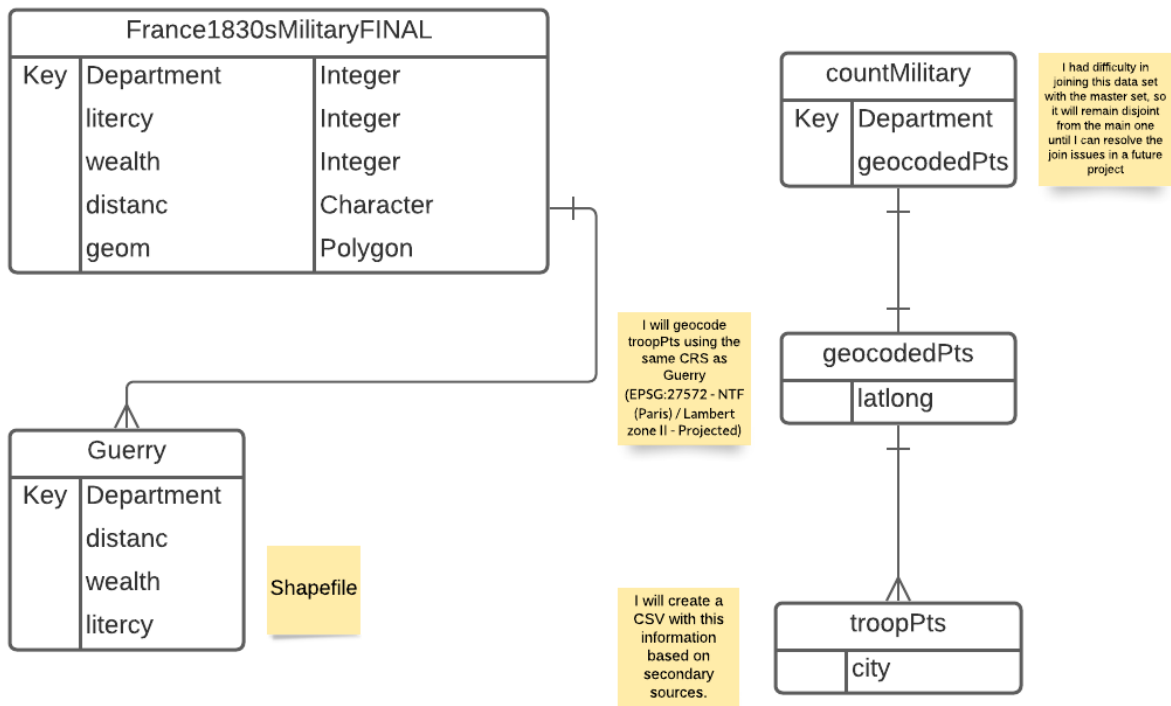 France1830sMilitaryFINAL
Key Department Integer
litercy Integer
wealth Integer
distanc Character
geom Polygon
countMilitary
Key Department
geocodedPts
I had difficulty in
joining this data set
with the master set, so
it will remain disjoint
from the main one
until I can resolve the
join issues in a future
project
I will geocode
troopPts using the
same CRS as
Guerry
(EPSG:27572 - NTF
(Paris) / Lambert
zone II - Projected)
geocodedPts
latlong
Guerry
Key Department
distanc
wealth
litercy
Shapefile
I will create a
CSV with this
information
based on
secondary
sources.
troopPts
city